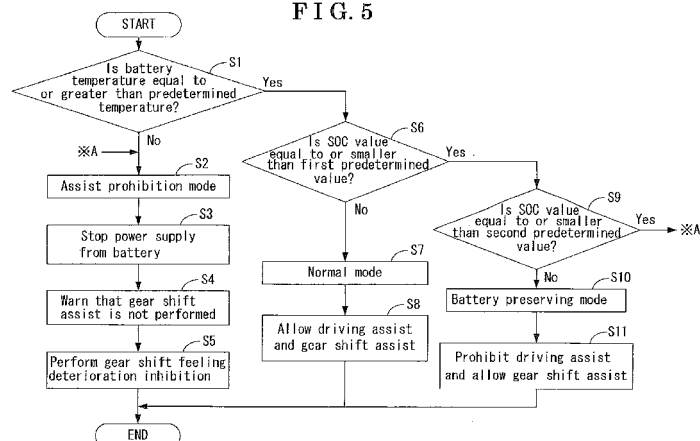 FIG. 5
START
S1
Is battery
temperature equal to
or greater than predetermined
temperature?
Yes
No
※A
S2
Assist prohibition mode
S3
Stop power supply
from battery
S4
Warn that gear shift
assist is not performed
S5
Perform gear shift feeling
deterioration inhibition
S6
Is SOC value
equal to or smaller
than first predetermined
value?
Yes
No
S7
Normal mode
S8
Allow driving assist
and gear shift assist
S9
Is SOC value
equal to or smaller
than second predetermined
value?
Yes
※A
No
S10
Battery preserving mode
S11
Prohibit driving assist
and allow gear shift assist
END